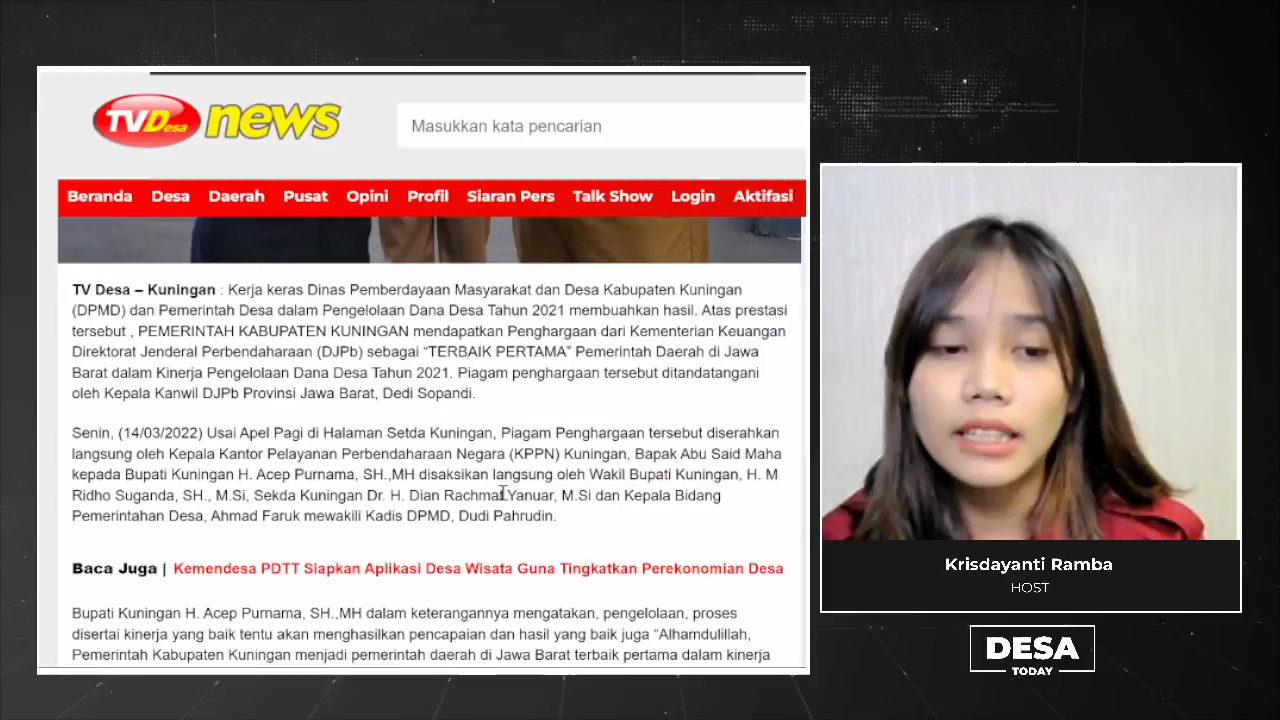 TVDesa news
Masukkan kata pencarian
Beranda Desa Daerah Pusat Opini Profil Siaran Pers Talk Show Login Aktifasi
TV Desa – Kuningan : Kerja keras Dinas Pemberdayaan Masyarakat dan Desa Kabupaten Kuningan
(DPMD) dan Pemerintah Desa dalam Pengelolaan Dana Desa Tahun 2021 membuahkan hasil. Atas prestasi
tersebut , PEMERINTAH KABUPATEN KUNINGAN mendapatkan Penghargaan dari Kementerian Keuangan
Direktorat Jenderal Perbendaharaan (DJPb) sebagai “TERBAIK PERTAMA” Pemerintah Daerah di Jawa
Barat dalam Kinerja Pengelolaan Dana Desa Tahun 2021. Piagam penghargaan tersebut ditandatangani
oleh Kepala Kanwil DJPb Provinsi Jawa Barat, Dedi Sopandi.
Senin, (14/03/2022) Usai Apel Pagi di Halaman Setda Kuningan, Piagam Penghargaan tersebut diserahkan
langsung oleh Kepala Kantor Pelayanan Perbendaharaan Negara (KPPN) Kuningan, Bapak Abu Said Maha
kepada Bupati Kuningan H. Acep Purnama, SH.,MH disaksikan langsung oleh Wakil Bupati Kuningan, H. M
Ridho Suganda, SH., M.Si, Sekda Kuningan Dr. H. Dian Rachmat Yanuar, M.Si dan Kepala Bidang
Pemerintahan Desa, Ahmad Faruk mewakili Kadis DPMD, Dudi Pahrudin.
Baca Juga | Kemendesa PDTT Siapkan Aplikasi Desa Wisata Guna Tingkatkan Perekonomian Desa
Bupati Kuningan H. Acep Purnama, SH.,MH dalam keterangannya mengatakan, pengelolaan, proses
disertai kinerja yang baik tentu akan menghasilkan pencapaian dan hasil yang baik juga “Alhamdulillah,
Pemerintah Kabupaten Kuningan menjadi pemerintah daerah di Jawa Barat terbaik pertama dalam kinerja
Krisdayanti Ramba
HOST
DESA
TODAY